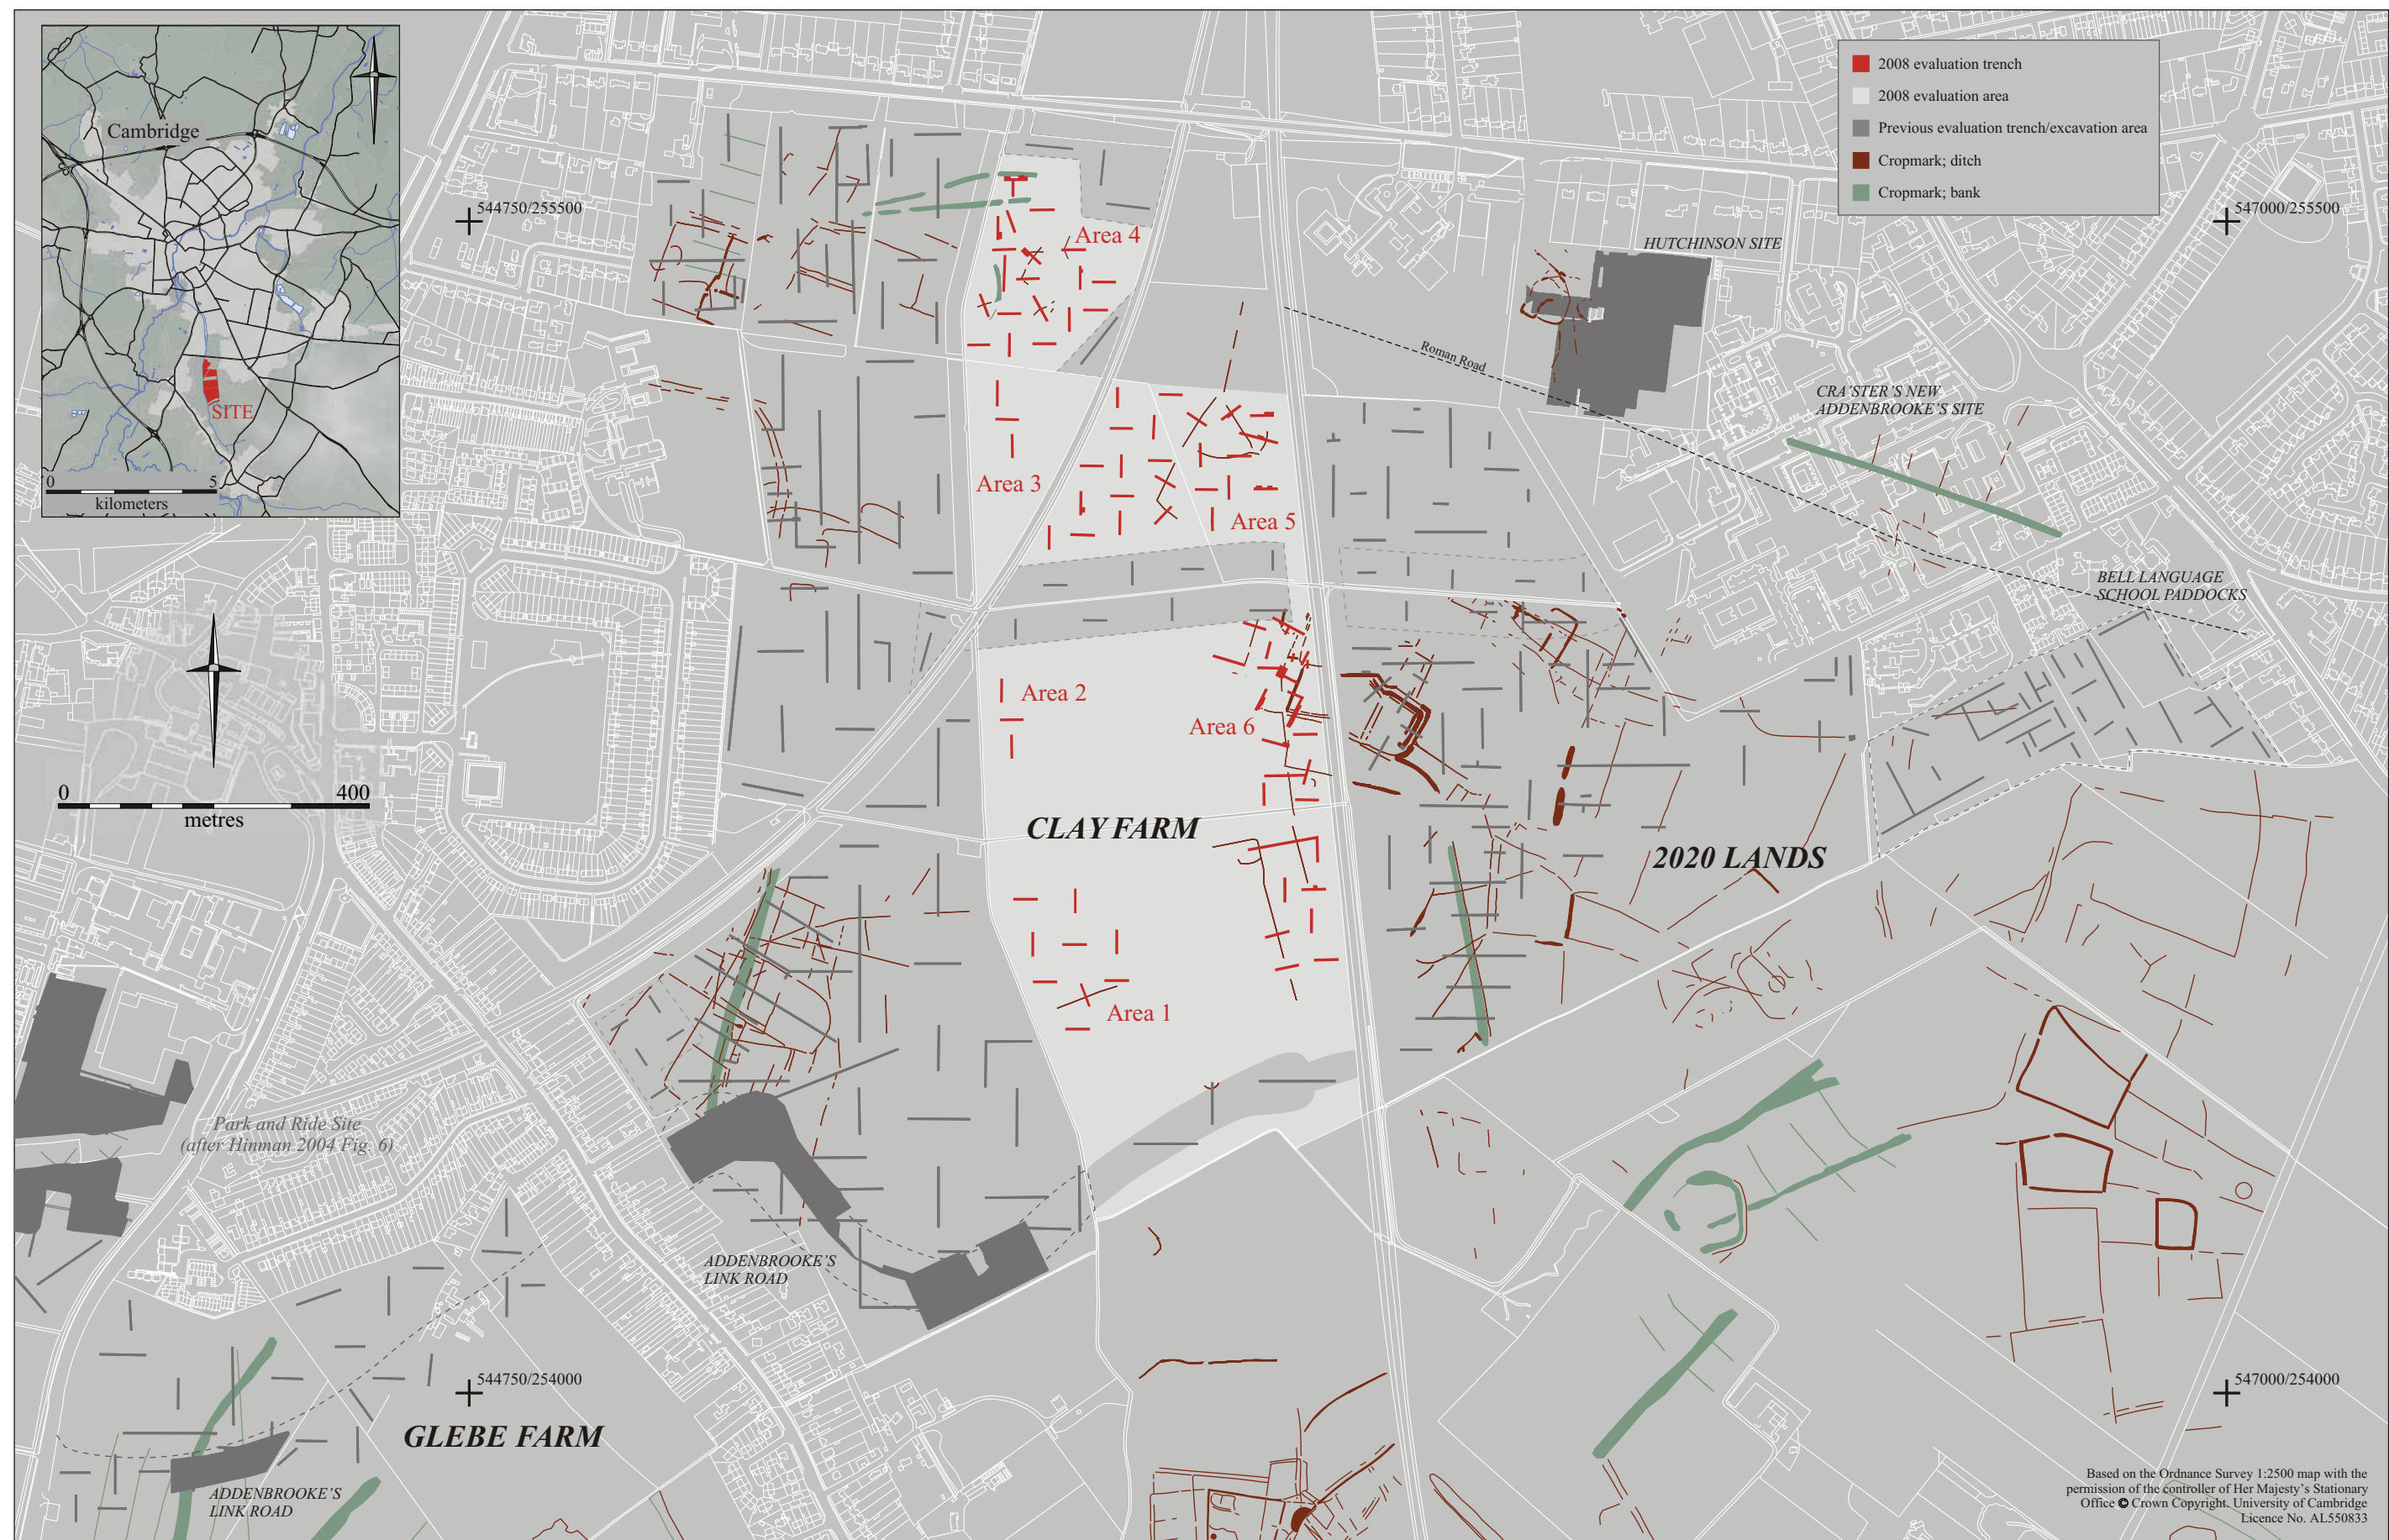 Cambridge
SITE
0 5
kilometers
2008 evaluation trench
2008 evaluation area
Previous evaluation trench/excavation area
Cropmark; ditch
Cropmark; bank
544750/255500
547000/255500
Area 4
HUTCHINSON SITE
Roman Road
CRA'STER'S NEW
ADDENBROOKE'S SITE
Area 3
Area 5
BELL LANGUAGE
SCHOOL PADDOCKS
Area 2
Area 6
0 400
metres
CLAY FARM
2020 LANDS
Area 1
Park and Ride Site
(after Hinman 2004 Fig. 6)
ADDENBROOKE'S
LINK ROAD
544750/254000
547000/254000
GLEBE FARM
ADDENBROOKE'S
LINK ROAD
Based on the Ordnance Survey 1:2500 map with the
permission of the controller of Her Majesty's Stationary
Office © Crown Copyright. University of Cambridge
Licence No. AL550833